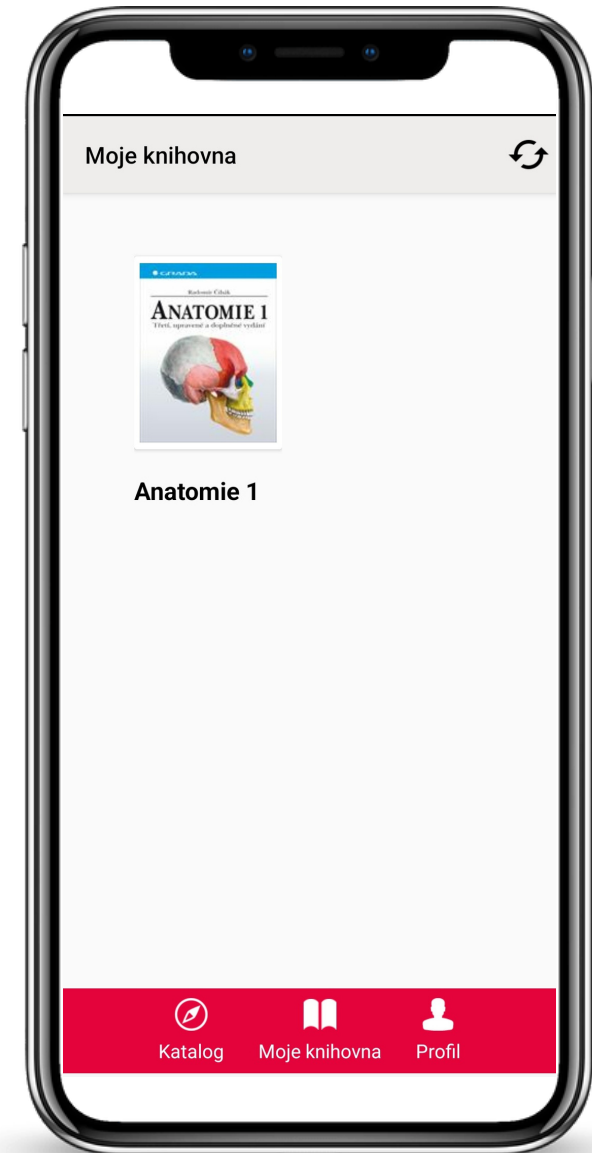 Moje knihovna
GRADA
Radomír Čihák
ANATOMIE 1
Třetí, upravené a doplněné vydání
Anatomie 1
Katalog
Moje knihovna
Profil